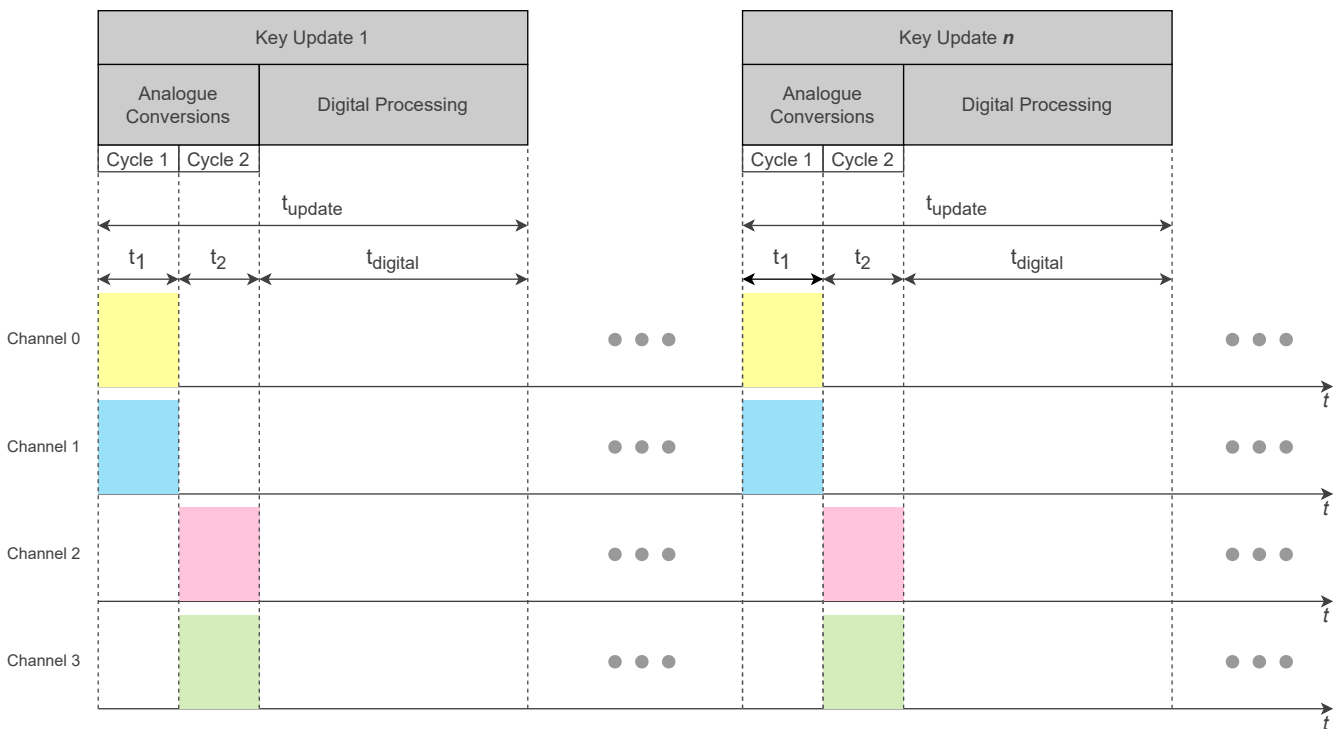 Key Update 1
Key Update n
Analogue
Conversions
Digital Processing
Analogue
Conversions
Digital Processing
Cycle 1
Cycle 2
Cycle 1
Cycle 2
tupdate
tupdate
t1
t2
tdigital
t1
t2
tdigital
Channel 0
t
Channel 1
t
Channel 2
t
Channel 3
t